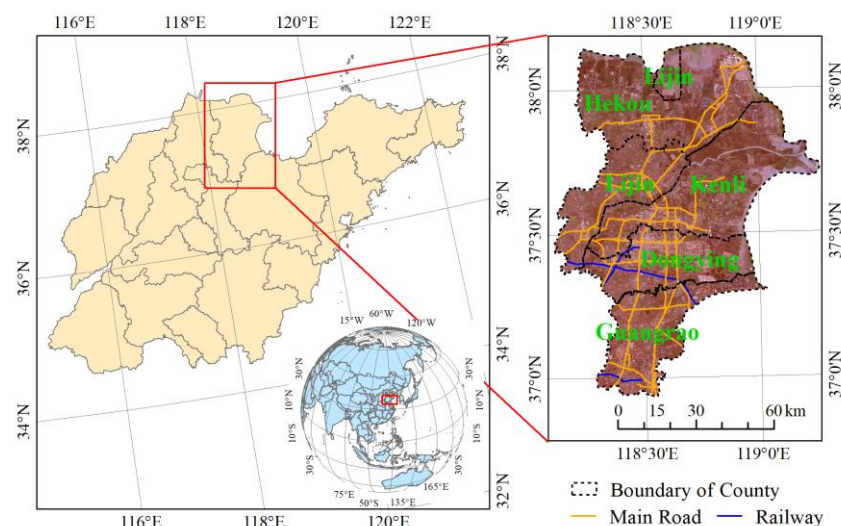 116°E
118°E
120°E
122°E
38°N
36°N
34°N
38°N
36°N
34°N
32°N
116°E
118°E
120°E
15°W
60°W
120°W
30°N
10°N
10°S
30°S
30°N
10°N
10°S
30°S
75°E
50°S
135°E
165°E
118°30'E
119°0'E
38°0'N
37°30'N
37°0'N
38°0'N
37°30'N
37°0'N
Lijin
Hekou
Lijin
Kenli
Dongying
Guangrao
0
15
30
60 km
118°30'E
119°0'E
Boundary of County
Main Road
Railway